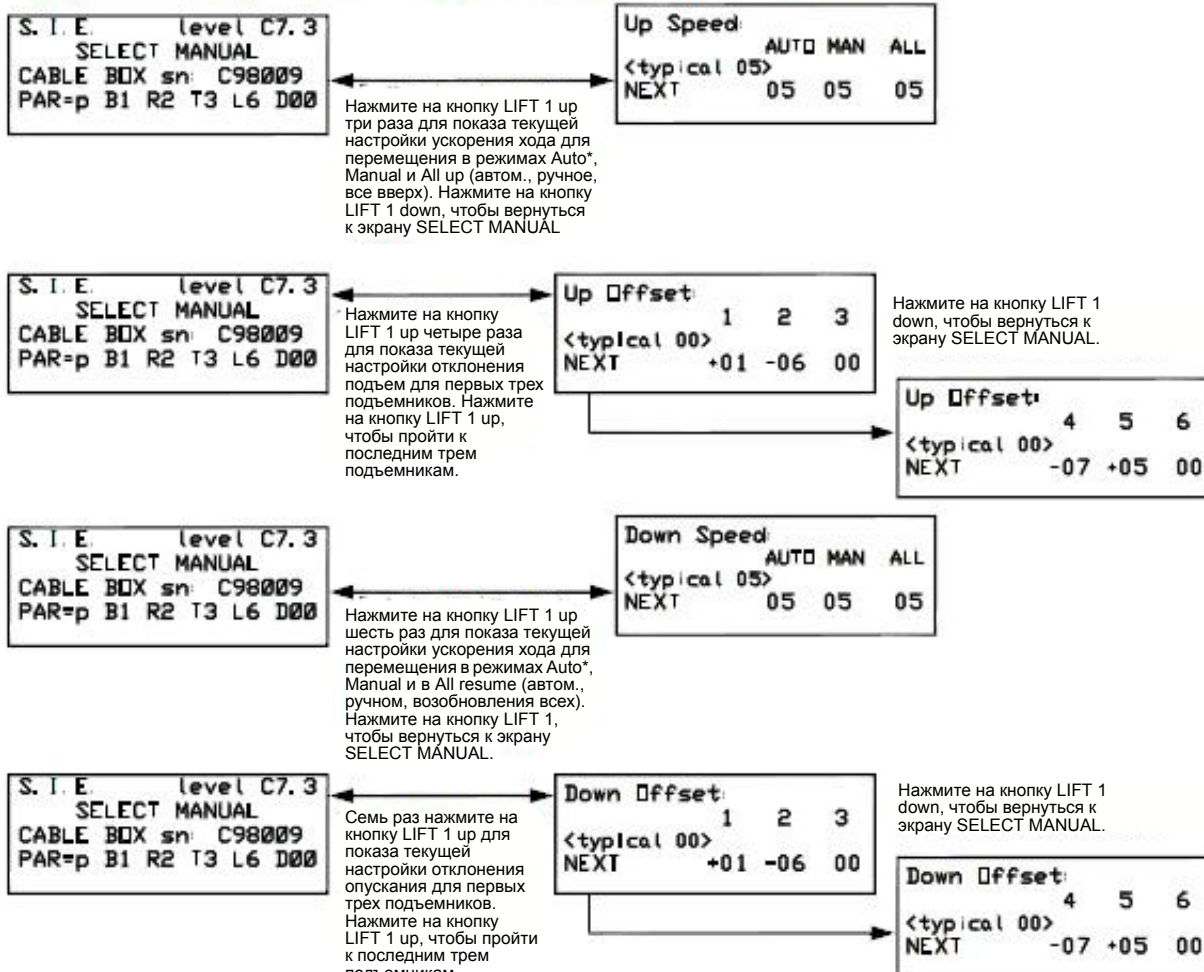 S. I. E. level C7.3
SELECT MANUAL
CABLE BOX sn: C98009
PAR=p B1 R2 T3 L6 D00
Нажмите на кнопку LIFT 1 up
три раза для показа текущей
настройки ускорения хода для
перемещения в режимах Auto*,
Manual и All up (автом., ручное,
все вверх). Нажмите на кнопку
LIFT 1 down, чтобы вернуться
к экрану SELECT MANUAL
Up Speed:
AUTO MAN ALL
<typical 05>
NEXT 05 05 05
S. I. E. level C7.3
SELECT MANUAL
CABLE BOX sn: C98009
PAR=p B1 R2 T3 L6 D00
Нажмите на кнопку
LIFT 1 up четыре раза
для показа текущей
настройки отклонения
подъем для первых трех
подъемников. Нажмите
на кнопку LIFT 1 up,
чтобы пройти к
последним трем
подъемникам.
Up Offset:
1 2 3
<typical 00>
NEXT +01 -06 00
Нажмите на кнопку LIFT 1
down, чтобы вернуться к
экрану SELECT MANUAL.
Up Offset:
4 5 6
<typical 00>
NEXT -07 +05 00
S. I. E. level C7.3
SELECT MANUAL
CABLE BOX sn: C98009
PAR=p B1 R2 T3 L6 D00
Нажмите на кнопку LIFT 1 up
шесть раз для показа текущей
настройки ускорения хода для
перемещения в режимах Auto*,
Manual и в All resume (автом.,
ручном, возобновления всех).
Нажмите на кнопку LIFT 1,
чтобы вернуться к экрану
SELECT MANUAL.
Down Speed:
AUTO MAN ALL
<typical 05>
NEXT 05 05 05
S. I. E. level C7.3
SELECT MANUAL
CABLE BOX sn: C98009
PAR=p B1 R2 T3 L6 D00
Семь раз нажмите на
кнопку LIFT 1 up для
показа текущей
настройки отклонения
опускания для первых
трех подъемников.
Нажмите на кнопку
LIFT 1 up, чтобы пройти
к последним трем
подъемникам
Down Offset:
1 2 3
<typical 00>
NEXT +01 -06 00
Нажмите на кнопку LIFT 1
down, чтобы вернуться к
экрану SELECT MANUAL.
Down Offset:
4 5 6
<typical 00>
NEXT -07 +05 00